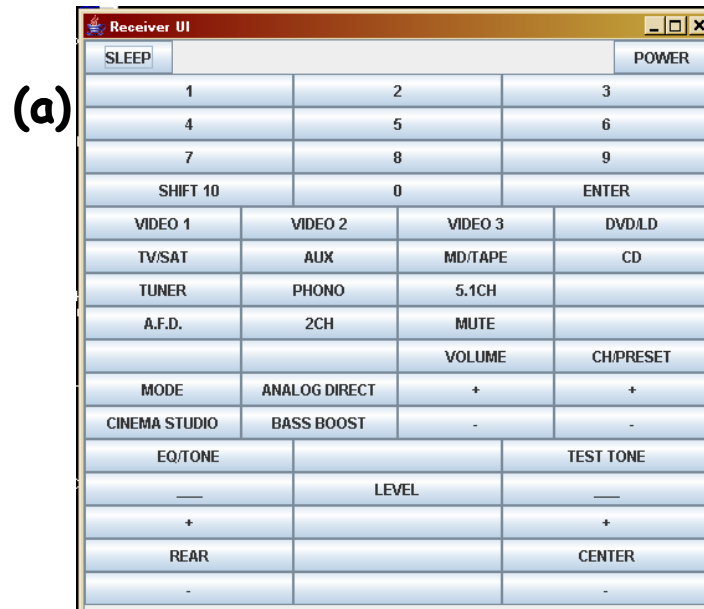 Receiver UI
SLEEP POWER
(a)
1 2 3
4 5 6
7 8 9
SHIFT 10 0 ENTER
VIDEO 1 VIDEO 2 VIDEO 3 DVD/LD
TV/SAT AUX MD/TAPE CD
TUNER PHONO 5.1CH
A.F.D. 2CH MUTE
VOLUME CH/PRESET
MODE ANALOG DIRECT + +
CINEMA STUDIO BASS BOOST - -
EQ/TONE TEST TONE
___ LEVEL ___
+ +
REAR CENTER
- -